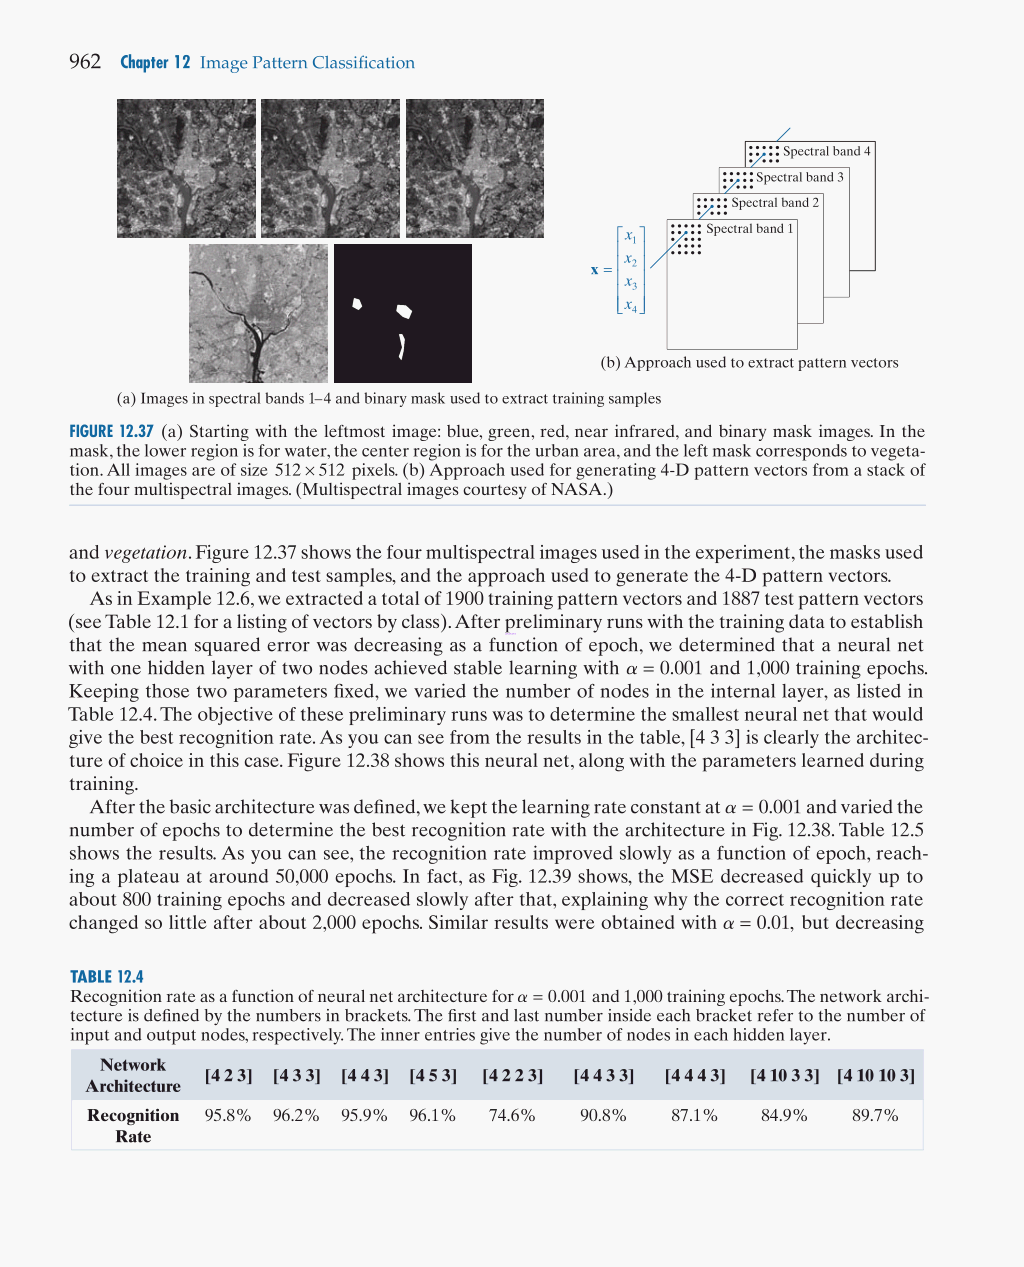 962 Chapter 12 Image Pattern Classification
Spectral band 4
Spectral band 3
Spectral band 2
Spectral band 1
x =
x1
x2
x3
x4
(b) Approach used to extract pattern vectors
(a) Images in spectral bands 1–4 and binary mask used to extract training samples
FIGURE 12.37 (a) Starting with the leftmost image: blue, green, red, near infrared, and binary mask images. In the
mask, the lower region is for water, the center region is for the urban area, and the left mask corresponds to vegeta-
tion. All images are of size 512 × 512 pixels. (b) Approach used for generating 4-D pattern vectors from a stack of
the four multispectral images. (Multispectral images courtesy of NASA.)
and vegetation. Figure 12.37 shows the four multispectral images used in the experiment, the masks used
to extract the training and test samples, and the approach used to generate the 4-D pattern vectors.
As in Example 12.6, we extracted a total of 1900 training pattern vectors and 1887 test pattern vectors
(see Table 12.1 for a listing of vectors by class). After preliminary runs with the training data to establish
that the mean squared error was decreasing as a function of epoch, we determined that a neural net
with one hidden layer of two nodes achieved stable learning with α = 0.001 and 1,000 training epochs.
Keeping those two parameters fixed, we varied the number of nodes in the internal layer, as listed in
Table 12.4. The objective of these preliminary runs was to determine the smallest neural net that would
give the best recognition rate. As you can see from the results in the table, [4 3 3] is clearly the architec-
ture of choice in this case. Figure 12.38 shows this neural net, along with the parameters learned during
training.
After the basic architecture was defined, we kept the learning rate constant at α = 0.001 and varied the
number of epochs to determine the best recognition rate with the architecture in Fig. 12.38. Table 12.5
shows the results. As you can see, the recognition rate improved slowly as a function of epoch, reach-
ing a plateau at around 50,000 epochs. In fact, as Fig. 12.39 shows, the MSE decreased quickly up to
about 800 training epochs and decreased slowly after that, explaining why the correct recognition rate
changed so little after about 2,000 epochs. Similar results were obtained with α = 0.01, but decreasing
TABLE 12.4
Recognition rate as a function of neural net architecture for α = 0.001 and 1,000 training epochs. The network archi-
tecture is defined by the numbers in brackets. The first and last number inside each bracket refer to the number of
input and output nodes, respectively. The inner entries give the number of nodes in each hidden layer.
Network
Architecture [4 2 3] [4 3 3] [4 4 3] [4 5 3] [4 2 2 3] [4 4 3 3] [4 4 4 3] [4 10 3 3] [4 10 10 3]
Recognition 95.8% 96.2% 95.9% 96.1% 74.6% 90.8% 87.1% 84.9% 89.7%
Rate